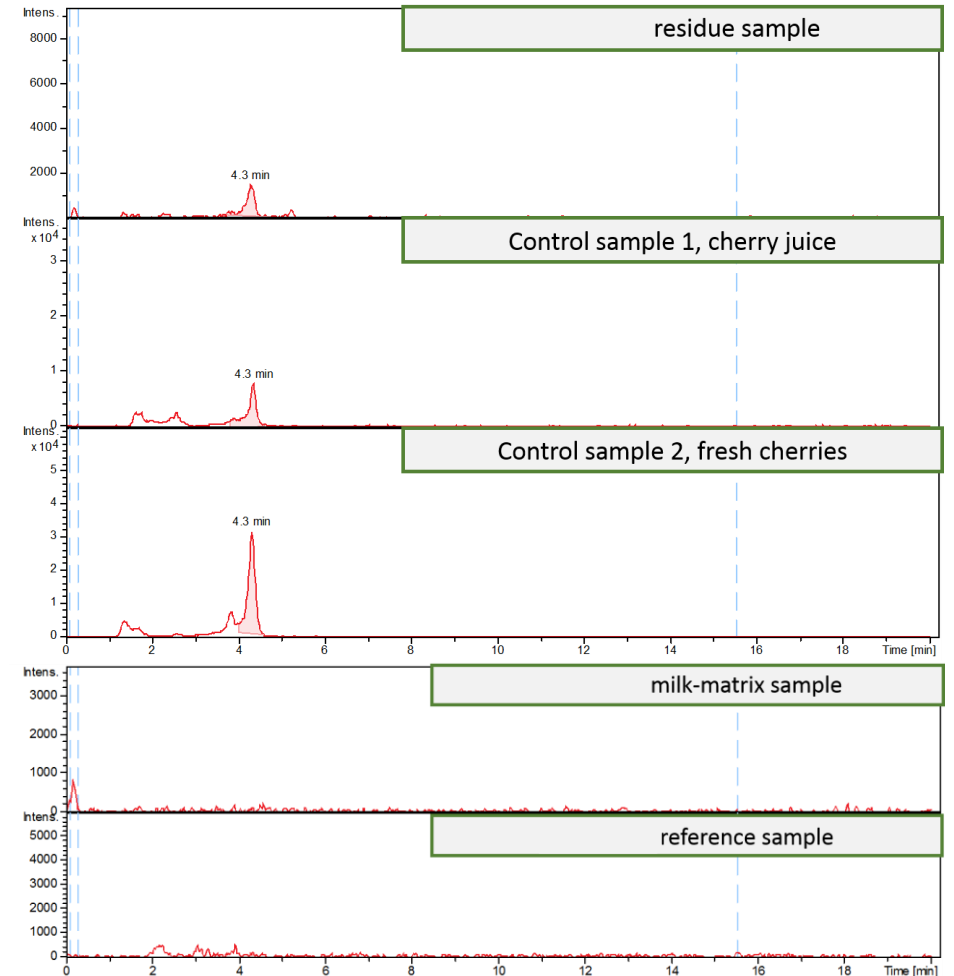 Intens.
residue sample
8000
6000
4000
2000
4.3 min
Intens.
x 10^4
Control sample 1, cherry juice
3
2
1
0
4.3 min
Intens.
x 10^4
Control sample 2, fresh cherries
5
4
3
2
1
0
4.3 min
0 2 4 6 8 10 12 14 16 18 Time [min]
Intens.
milk-matrix sample
3000
2000
1000
0
Intens.
reference sample
5000
4000
3000
2000
1000
0
0 2 4 6 8 10 12 14 16 18 Time [min]